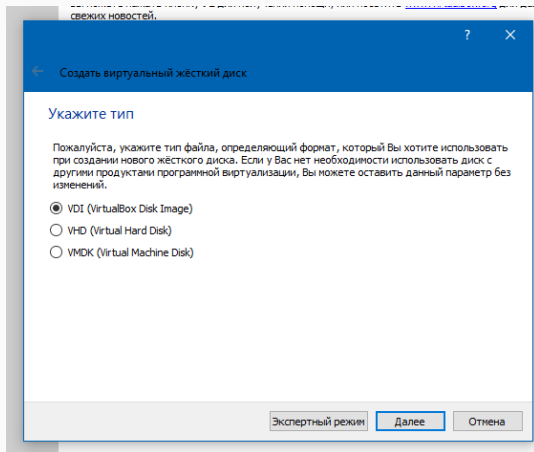 свежих новостей.
?
Создать виртуальный жёсткий диск
Укажите тип
Пожалуйста, укажите тип файла, определяющий формат, который Вы хотите использовать
при создании нового жёсткого диска. Если у Вас нет необходимости использовать диск с
другими продуктами программной виртуализации, Вы можете оставить данный параметр без
изменений.
VDI (VirtualBox Disk Image)
VHD (Virtual Hard Disk)
VMDK (Virtual Machine Disk)
Экспертный режим Далее Отмена